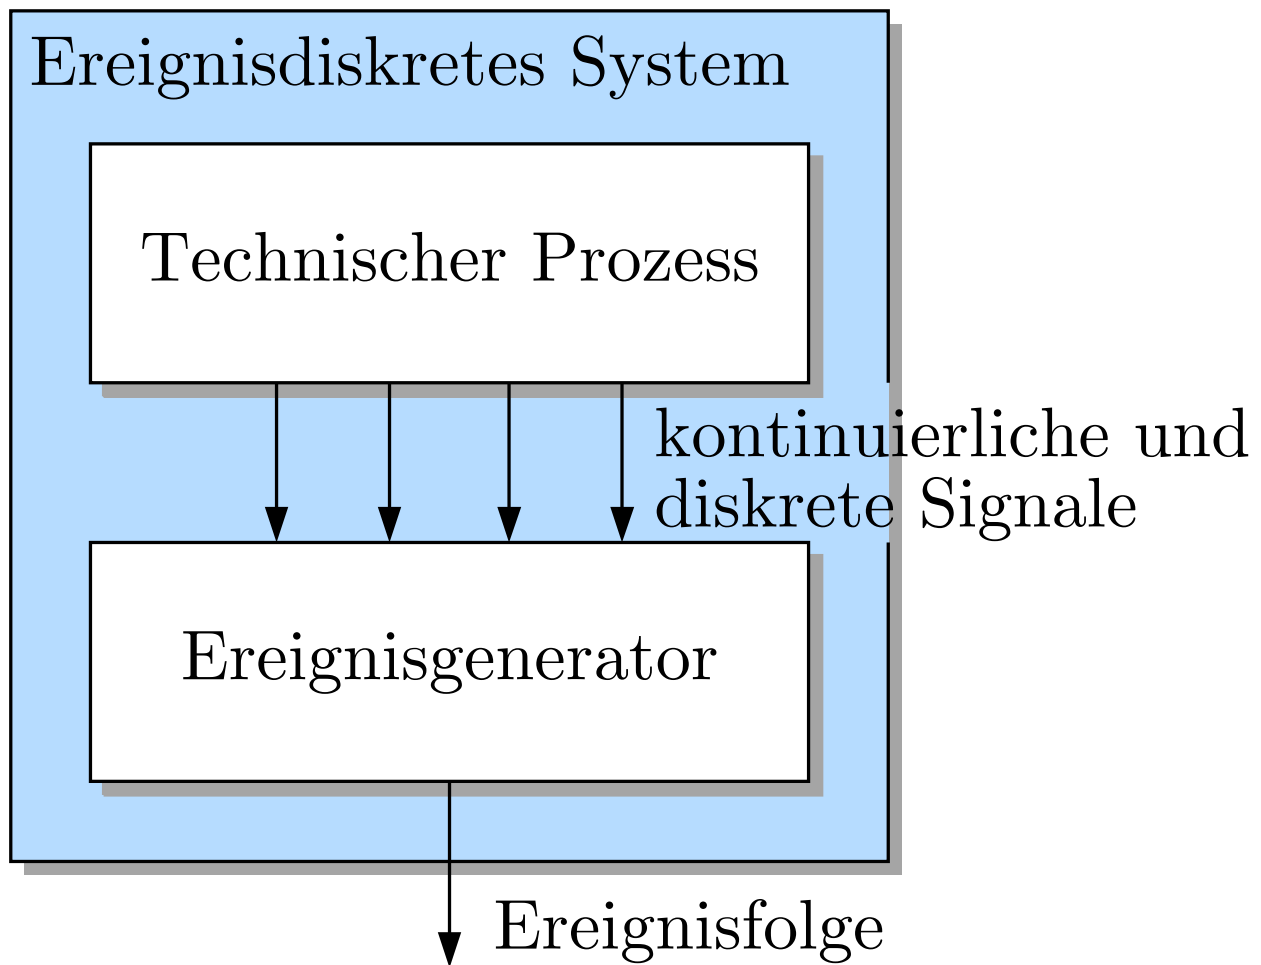 Ereignisdiskretes System
Technischer Prozess
kontinuierliche und
diskrete Signale
Ereignisgenerator
Ereignisfolge